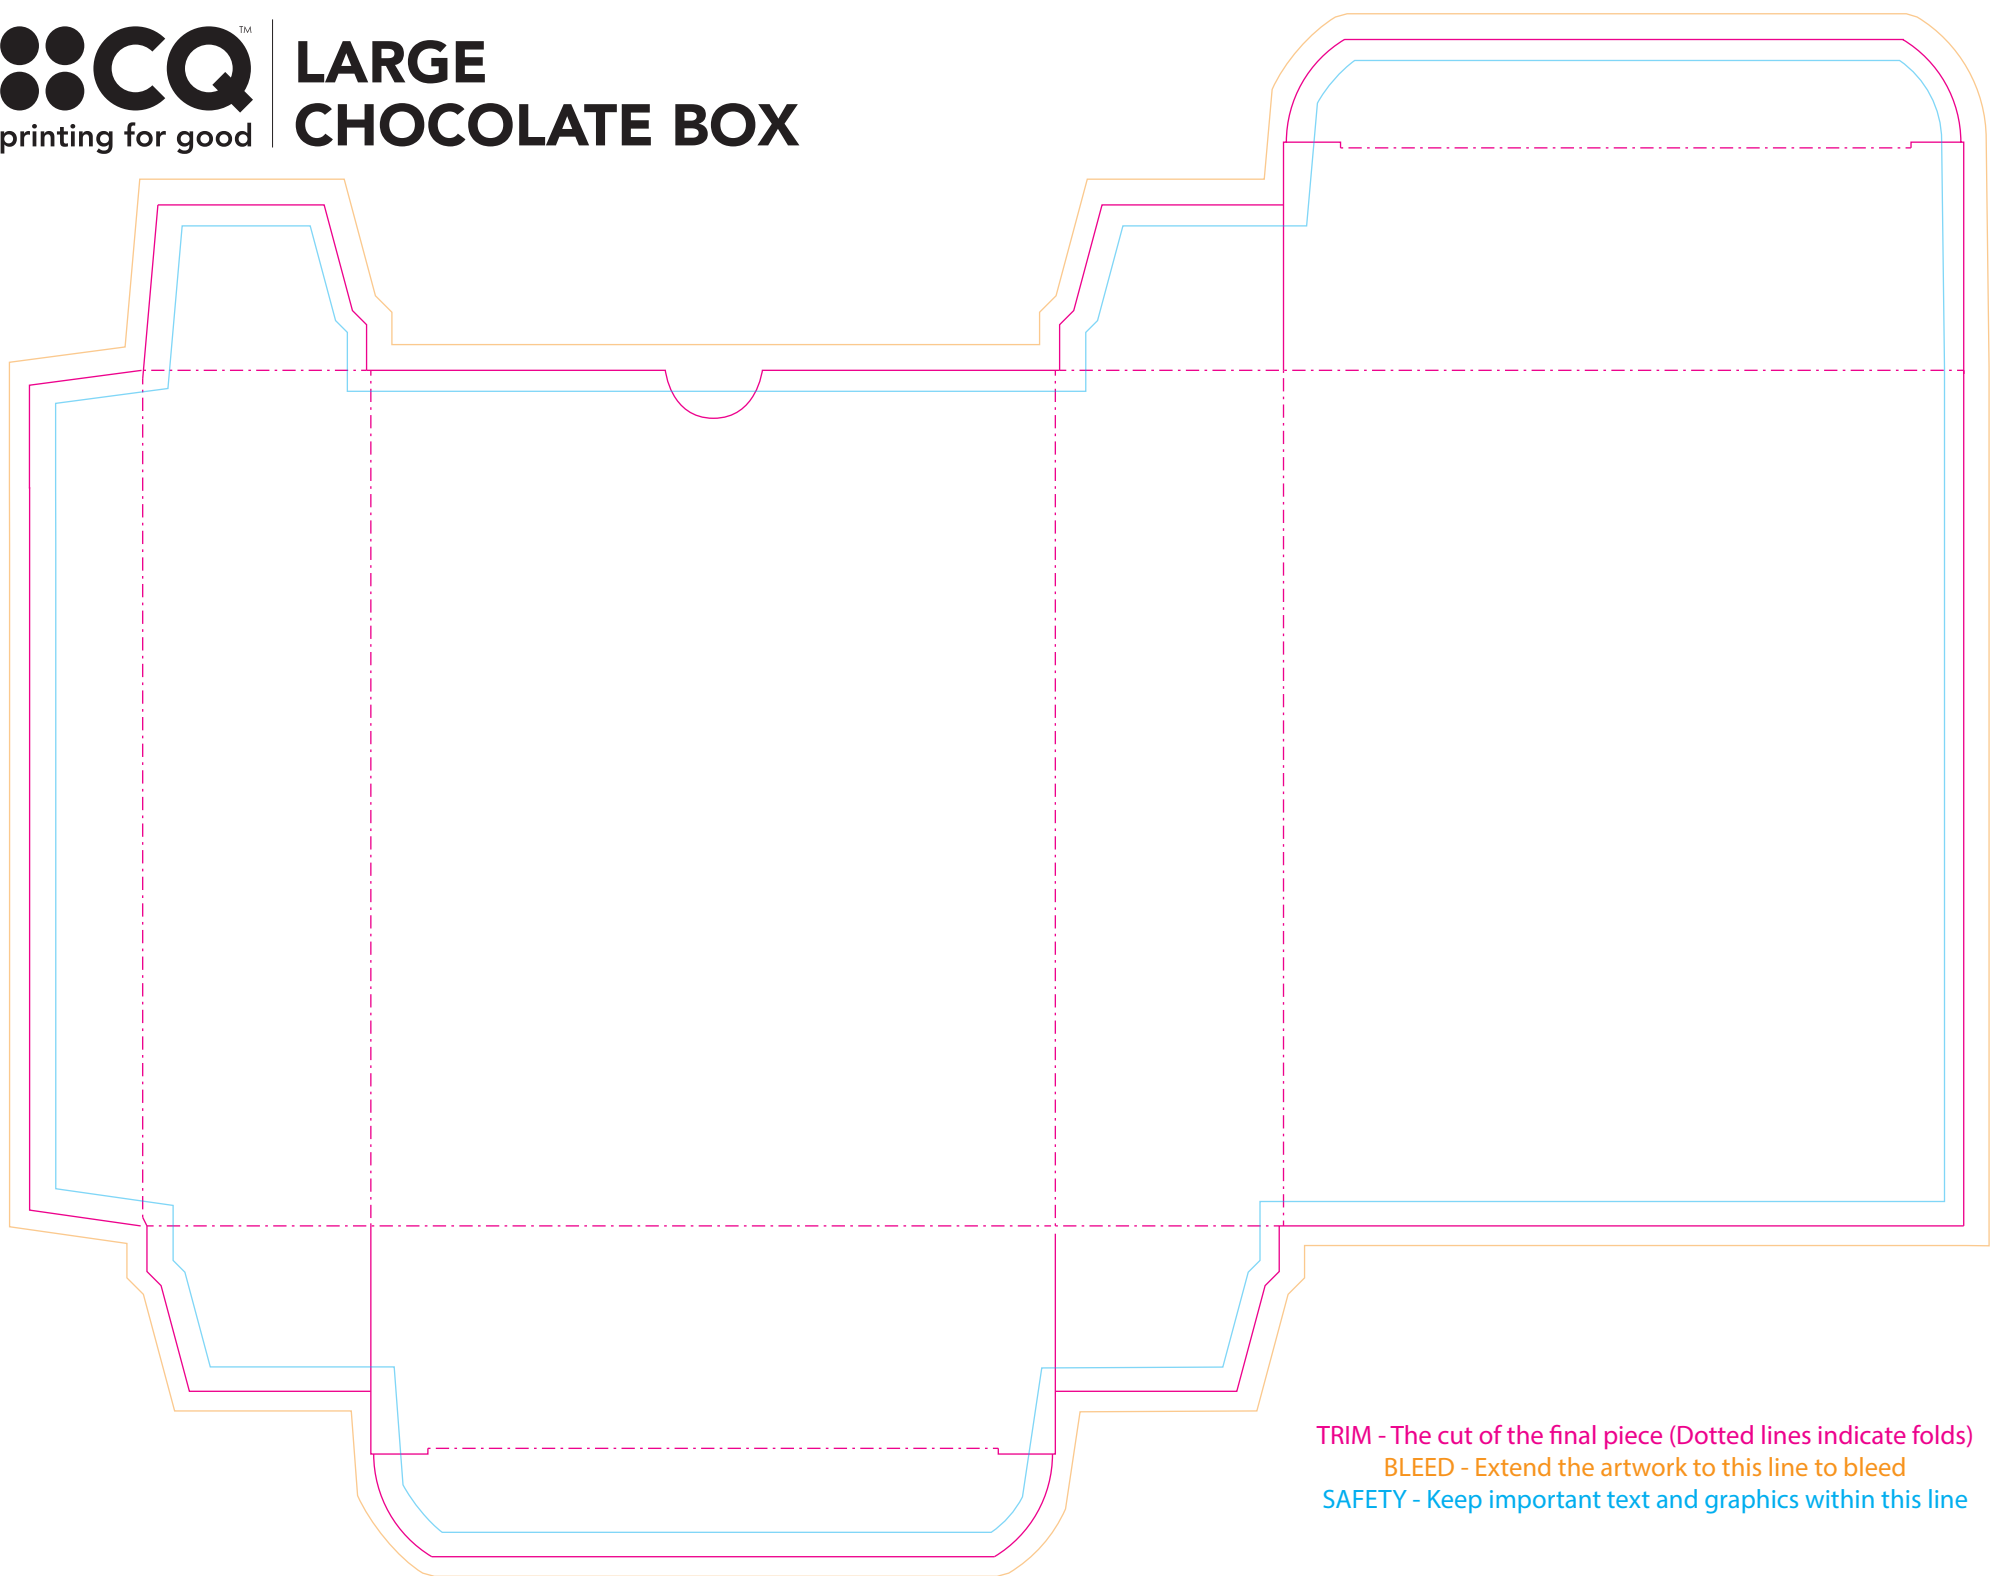 CQ™
printing for good
LARGE
CHOCOLATE BOX
TRIM - The cut of the final piece (Dotted lines indicate folds)
BLEED - Extend the artwork to this line to bleed
SAFETY - Keep important text and graphics within this line